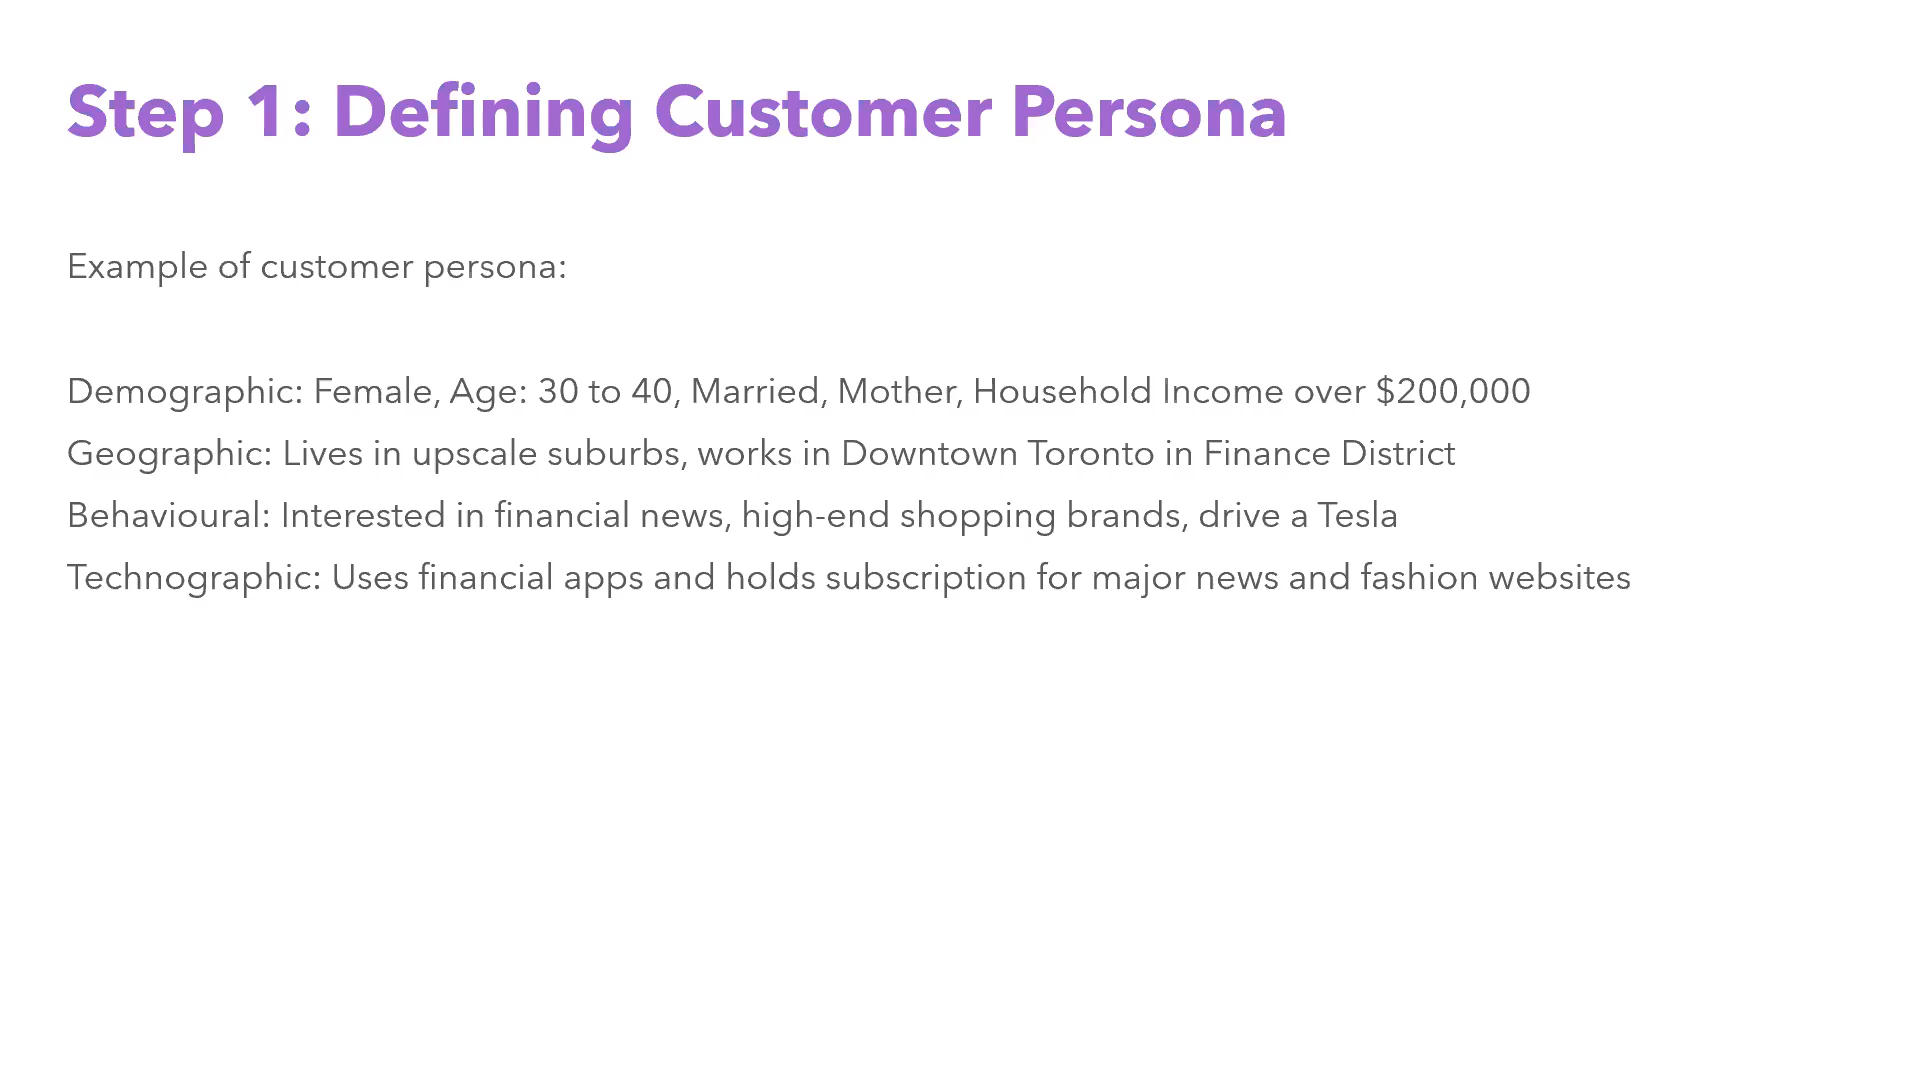 Step 1: Defining Customer Persona
Example of customer persona:
Demographic: Female, Age: 30 to 40, Married, Mother, Household Income over $200,000
Geographic: Lives in upscale suburbs, works in Downtown Toronto in Finance District
Behavioural: Interested in financial news, high-end shopping brands, drive a Tesla
Technographic: Uses financial apps and holds subscription for major news and fashion websites